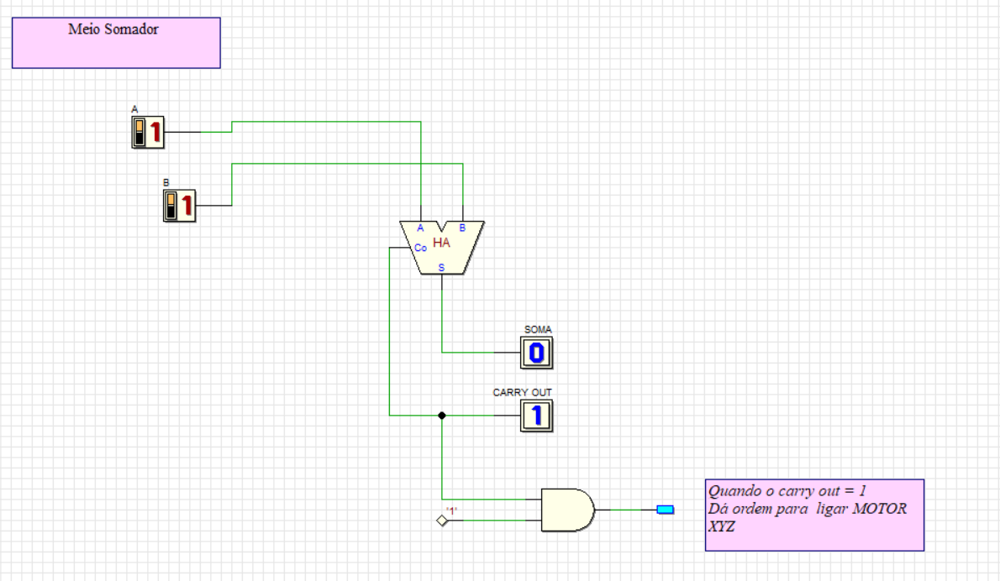 Meio Somador
A
1
B
1
A
B
Co
HA
S
SOMA
0
CARRY OUT
1
'1'
Quando o carry out = 1
Dá ordem para ligar MOTOR
XYZ